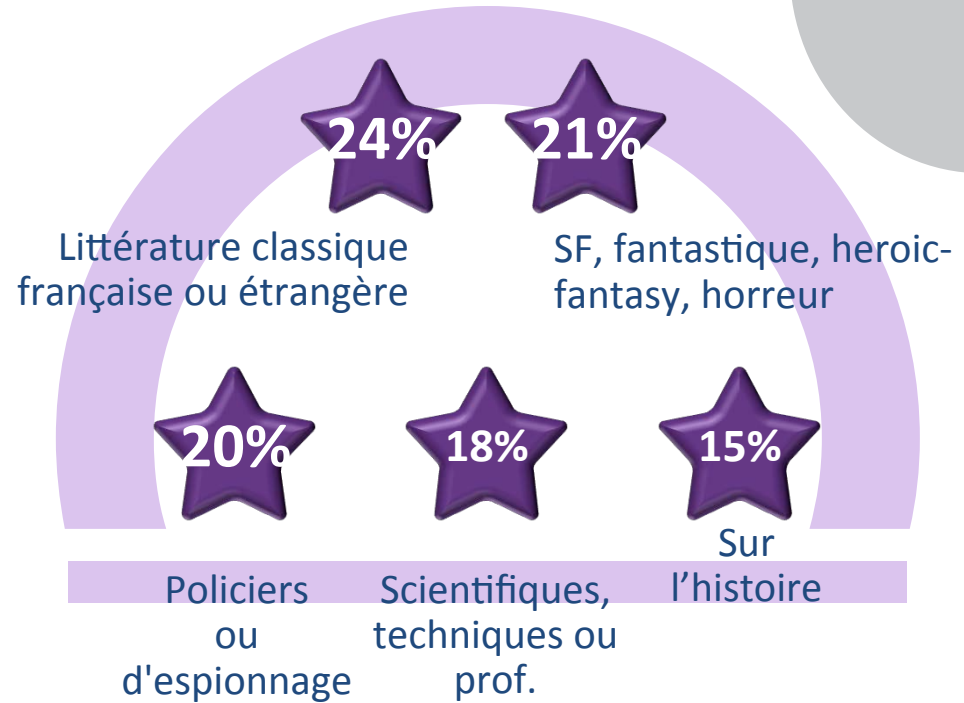 24%
21%
Littérature classique
française ou étrangère
SF, fantastique, heroic-
fantasy, horreur
20%
18%
15%
Policiers
ou
d'espionnage
Scientifiques,
techniques ou
prof.
Sur
l’histoire